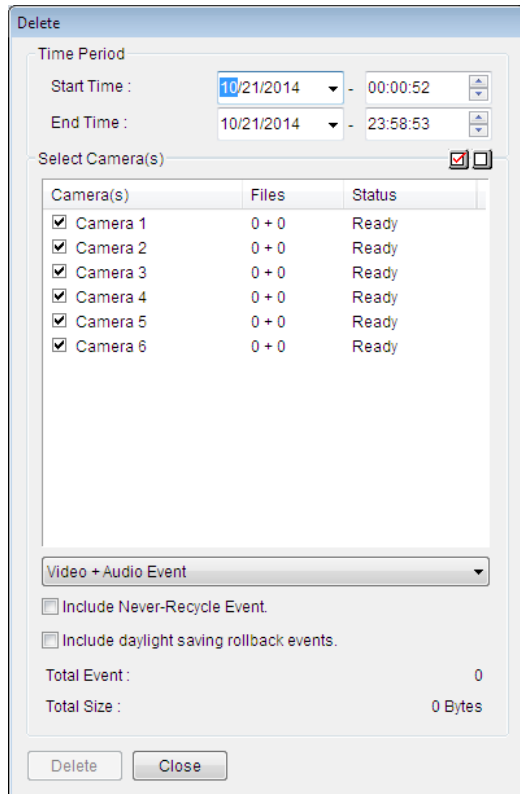 Delete
Time Period
Start Time : 10/21/2014 - 00:00:52
End Time : 10/21/2014 - 23:58:53
Select Camera(s)
Camera(s) Files Status
Camera 1 0 + 0 Ready
Camera 2 0 + 0 Ready
Camera 3 0 + 0 Ready
Camera 4 0 + 0 Ready
Camera 5 0 + 0 Ready
Camera 6 0 + 0 Ready
Video + Audio Event
Include Never-Recycle Event.
Include daylight saving rollback events.
Total Event : 0
Total Size : 0 Bytes
Delete Close